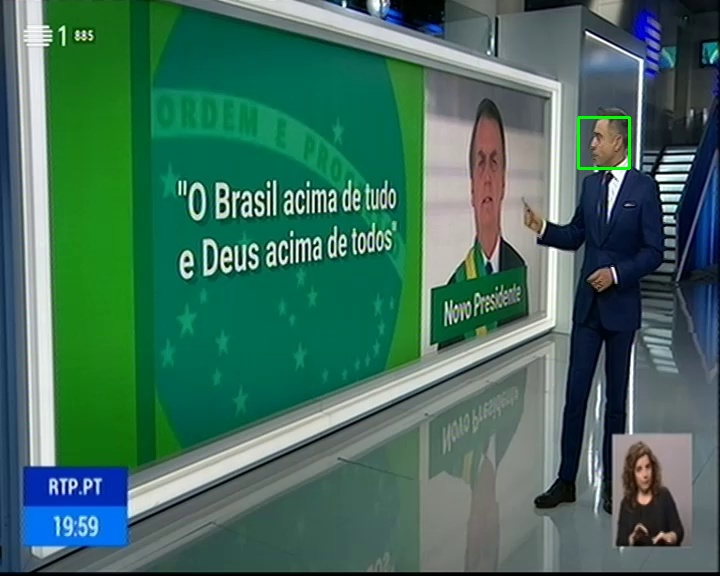 1 885
ORDEM E PRO
"O Brasil acima de tudo
e Deus acima de todos"
Novo Presidente
RTP.PT
19:59